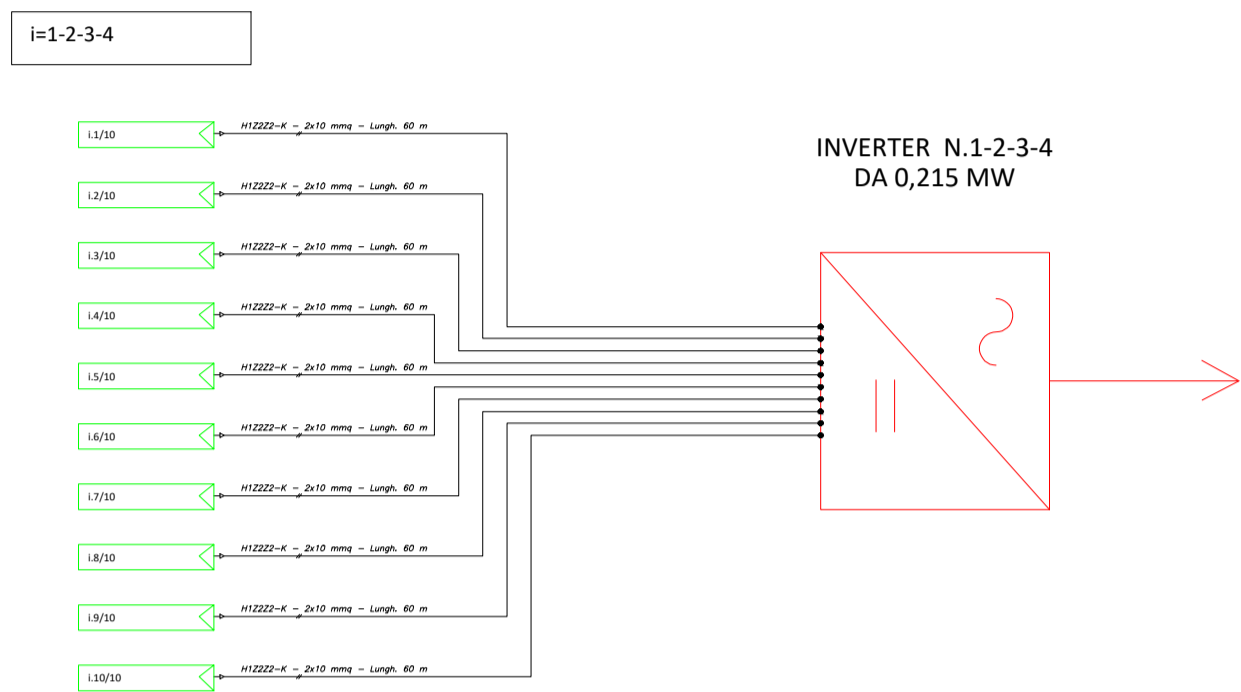 i=1-2-3-4
INVERTER N.1-2-3-4
DA 0,215 MW
i.1/10
H1Z2Z2-K - 2x10 mmq - Lungh. 60 m
i.2/10
H1Z2Z2-K - 2x10 mmq - Lungh. 60 m
i.3/10
H1Z2Z2-K - 2x10 mmq - Lungh. 60 m
i.4/10
H1Z2Z2-K - 2x10 mmq - Lungh. 60 m
i.5/10
H1Z2Z2-K - 2x10 mmq - Lungh. 60 m
i.6/10
H1Z2Z2-K - 2x10 mmq - Lungh. 60 m
i.7/10
H1Z2Z2-K - 2x10 mmq - Lungh. 60 m
i.8/10
H1Z2Z2-K - 2x10 mmq - Lungh. 60 m
i.9/10
H1Z2Z2-K - 2x10 mmq - Lungh. 60 m
i.10/10
H1Z2Z2-K - 2x10 mmq - Lungh. 60 m